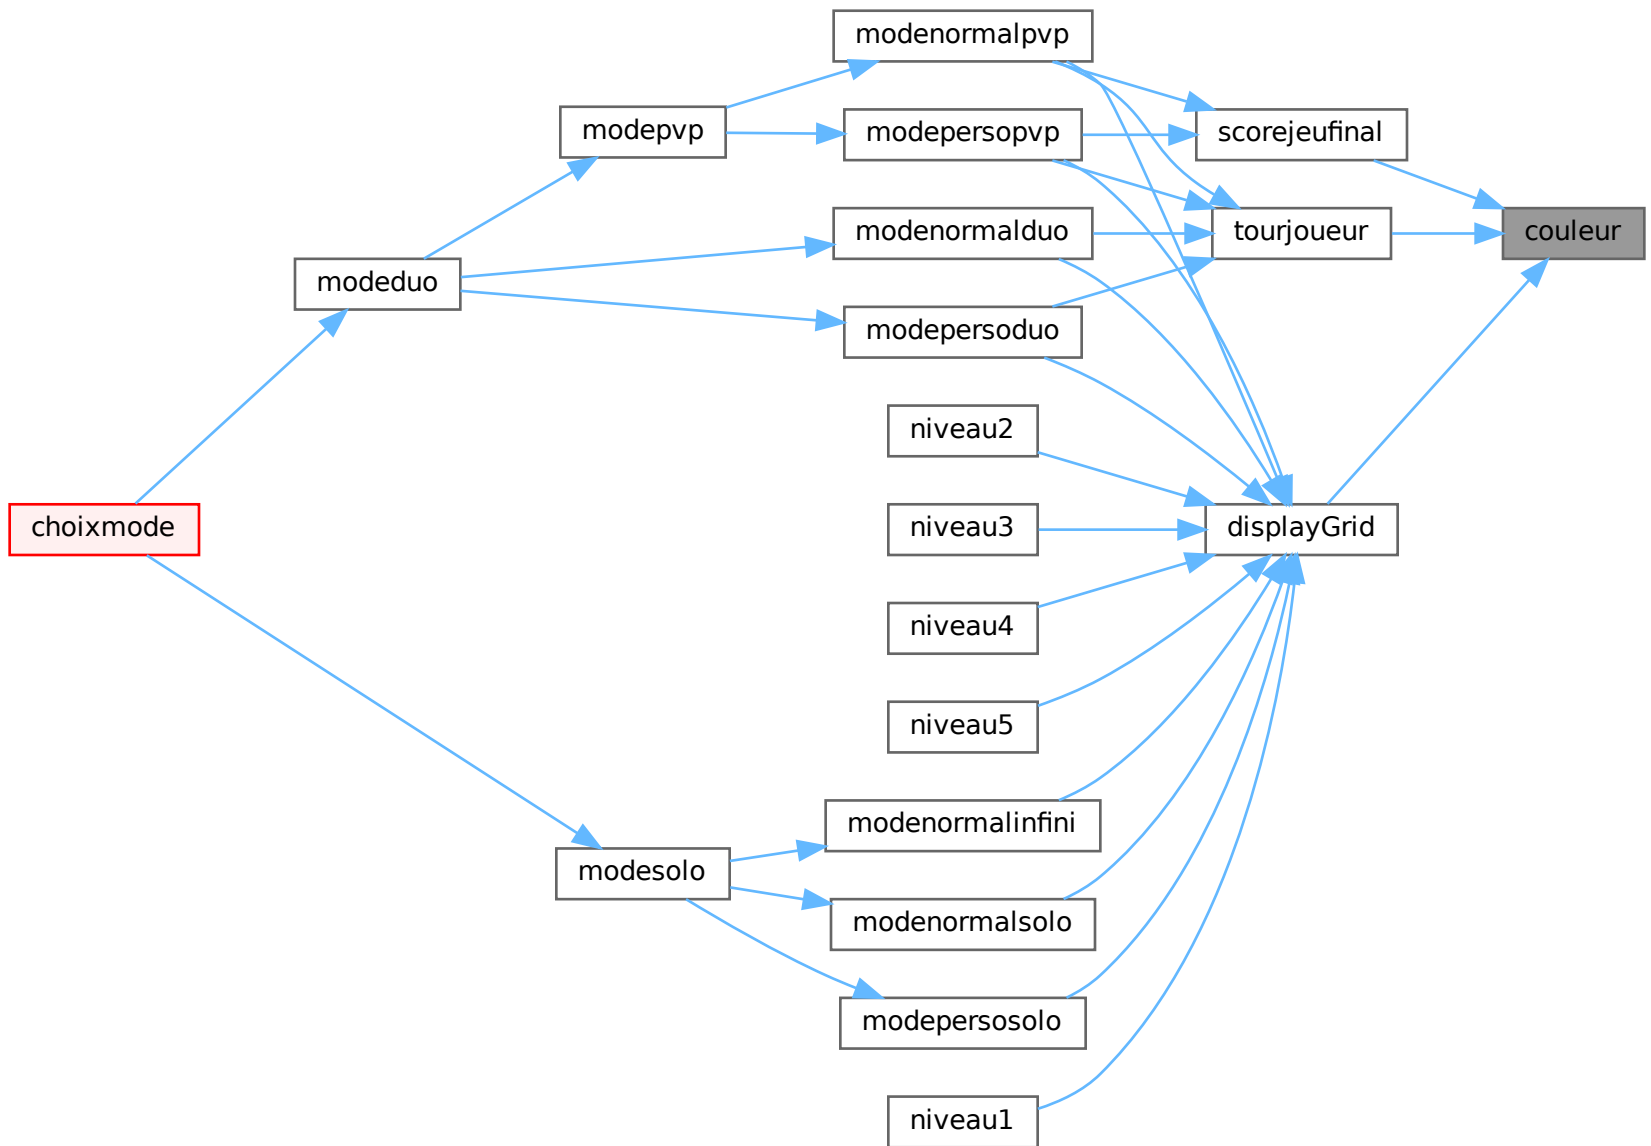 modenormalpvp
modepvp
modepersopvp
scorejeufinal
modenormalduo
tourjoueur
couleur
modeduo
modepersoduo
niveau2
choixmode
niveau3
displayGrid
niveau4
niveau5
modenormalinfini
modesolo
modenormalsolo
modepersosolo
niveau1